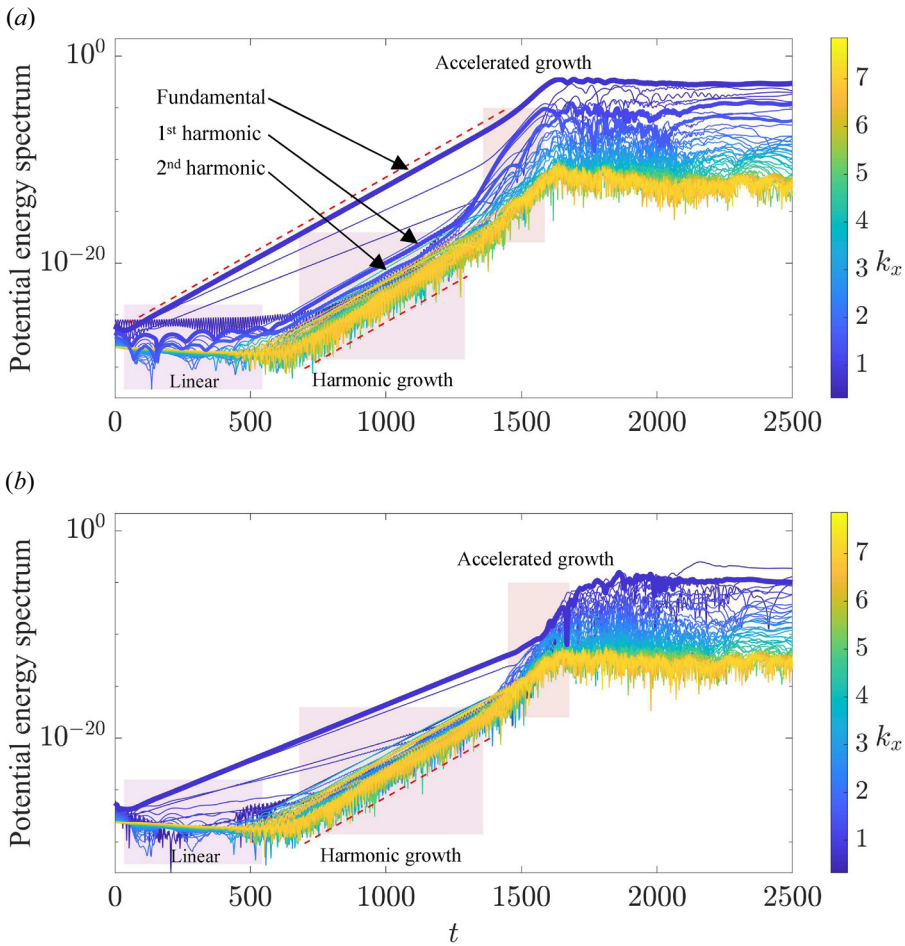 (a)
10^0
Accelerated growth
Fundamental
1st harmonic
2nd harmonic
10^-20
Potential energy spectrum
Linear
Harmonic growth
0
500
1000
1500
2000
2500
7
6
5
4
3
2
1
k_x
(b)
10^0
Accelerated growth
10^-20
Potential energy spectrum
Linear
Harmonic growth
0
500
1000
1500
2000
2500
t
7
6
5
4
3
2
1
k_x